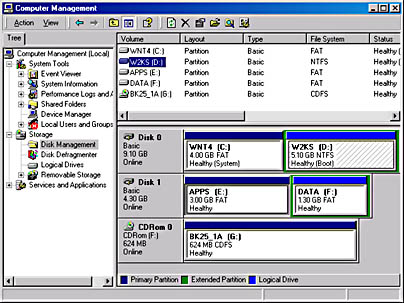 Computer Management
Action View
Tree
Computer Management (Local)
System Tools
Event Viewer
System Information
Performance Logs and A
Shared Folders
Device Manager
Local Users and Groups
Storage
Disk Management
Disk Defragmenter
Logical Drives
Removable Storage
Services and Applications
Volume Layout Type File System Status
WNT4 (C:) Partition Basic FAT Healthy (
W2KS (D:) Partition Basic NTFS Healthy (
APPS (E:) Partition Basic FAT Healthy
DATA (F:) Partition Basic FAT Healthy
BK25_1A (G:) Partition Basic CDFS Healthy
Disk 0
Basic
9.10 GB
Online
WNT4 (C:)
4.00 GB FAT
Healthy (System)
W2KS (D:)
5.10 GB NTFS
Healthy (Boot)
Disk 1
Basic
4.30 GB
Online
APPS (E:)
3.00 GB FAT
Healthy
DATA (F:)
1.30 GB FAT
Healthy
CDRom 0
CDRom (F:)
624 MB
Online
BK25_1A (G:)
624 MB CDFS
Healthy
Primary Partition Extended Partition Logical Drive